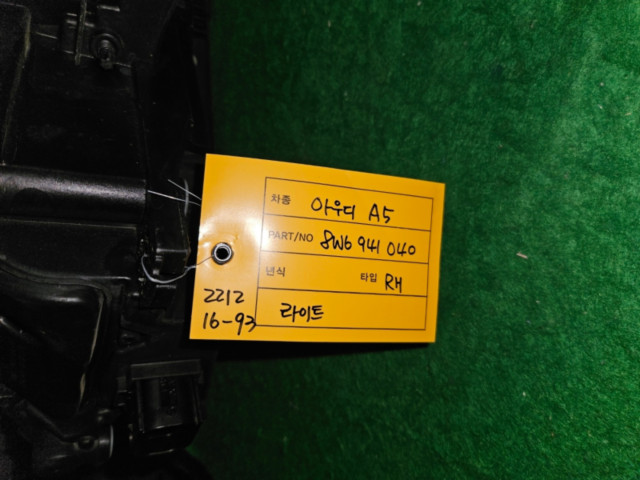 차종 아우디 A5
PART/NO 8W6 941 040
년식 타입 RH
라이트
2212
16-93